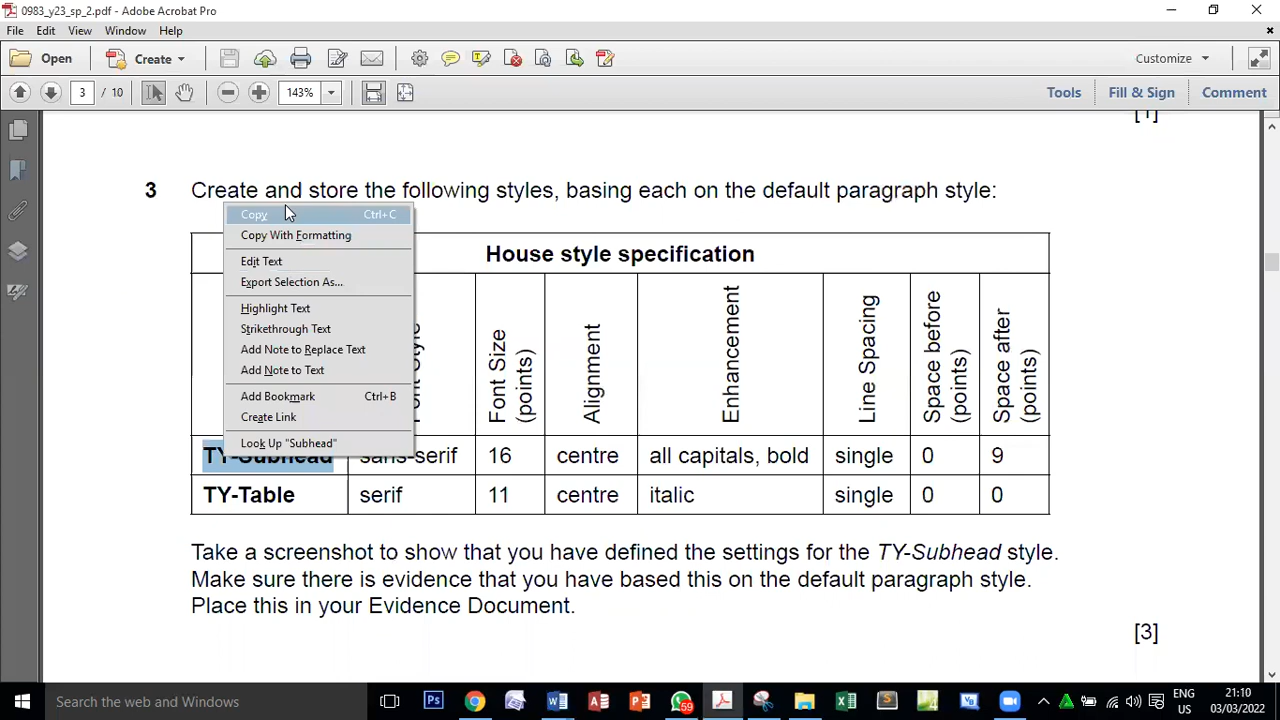 0983_y23_sp_2.pdf - Adobe Acrobat Pro
File Edit View Window Help
Open Create Customize
3 / 10 143% Tools Fill & Sign Comment
[1]
3 Create and store the following styles, basing each on the default paragraph style:
Copy Ctrl+C
Copy With Formatting
Edit Text
Export Selection As...
Highlight Text
Strikethrough Text
Add Note to Replace Text
Add Note to Text
Add Bookmark Ctrl+B
Create Link
Look Up "Subhead"
House style specification
Font Size (points)
Alignment
Enhancement
Line Spacing
Space before (points)
Space after (points)
TY-Subhead sans-serif 16 centre all capitals, bold single 0 9
TY-Table serif 11 centre italic single 0 0
Take a screenshot to show that you have defined the settings for the TY-Subhead style.
Make sure there is evidence that you have based this on the default paragraph style.
Place this in your Evidence Document.
[3]
Search the web and Windows
59
ENG
US
21:10
03/03/2022